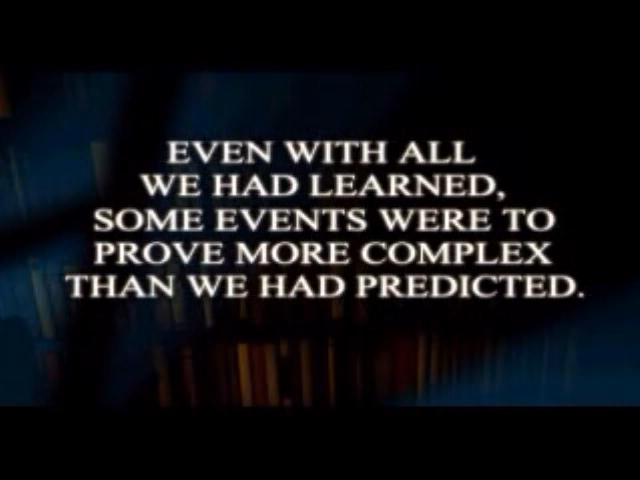 EVEN WITH ALL
WE HAD LEARNED,
SOME EVENTS WERE TO
PROVE MORE COMPLEX
THAN WE HAD PREDICTED.